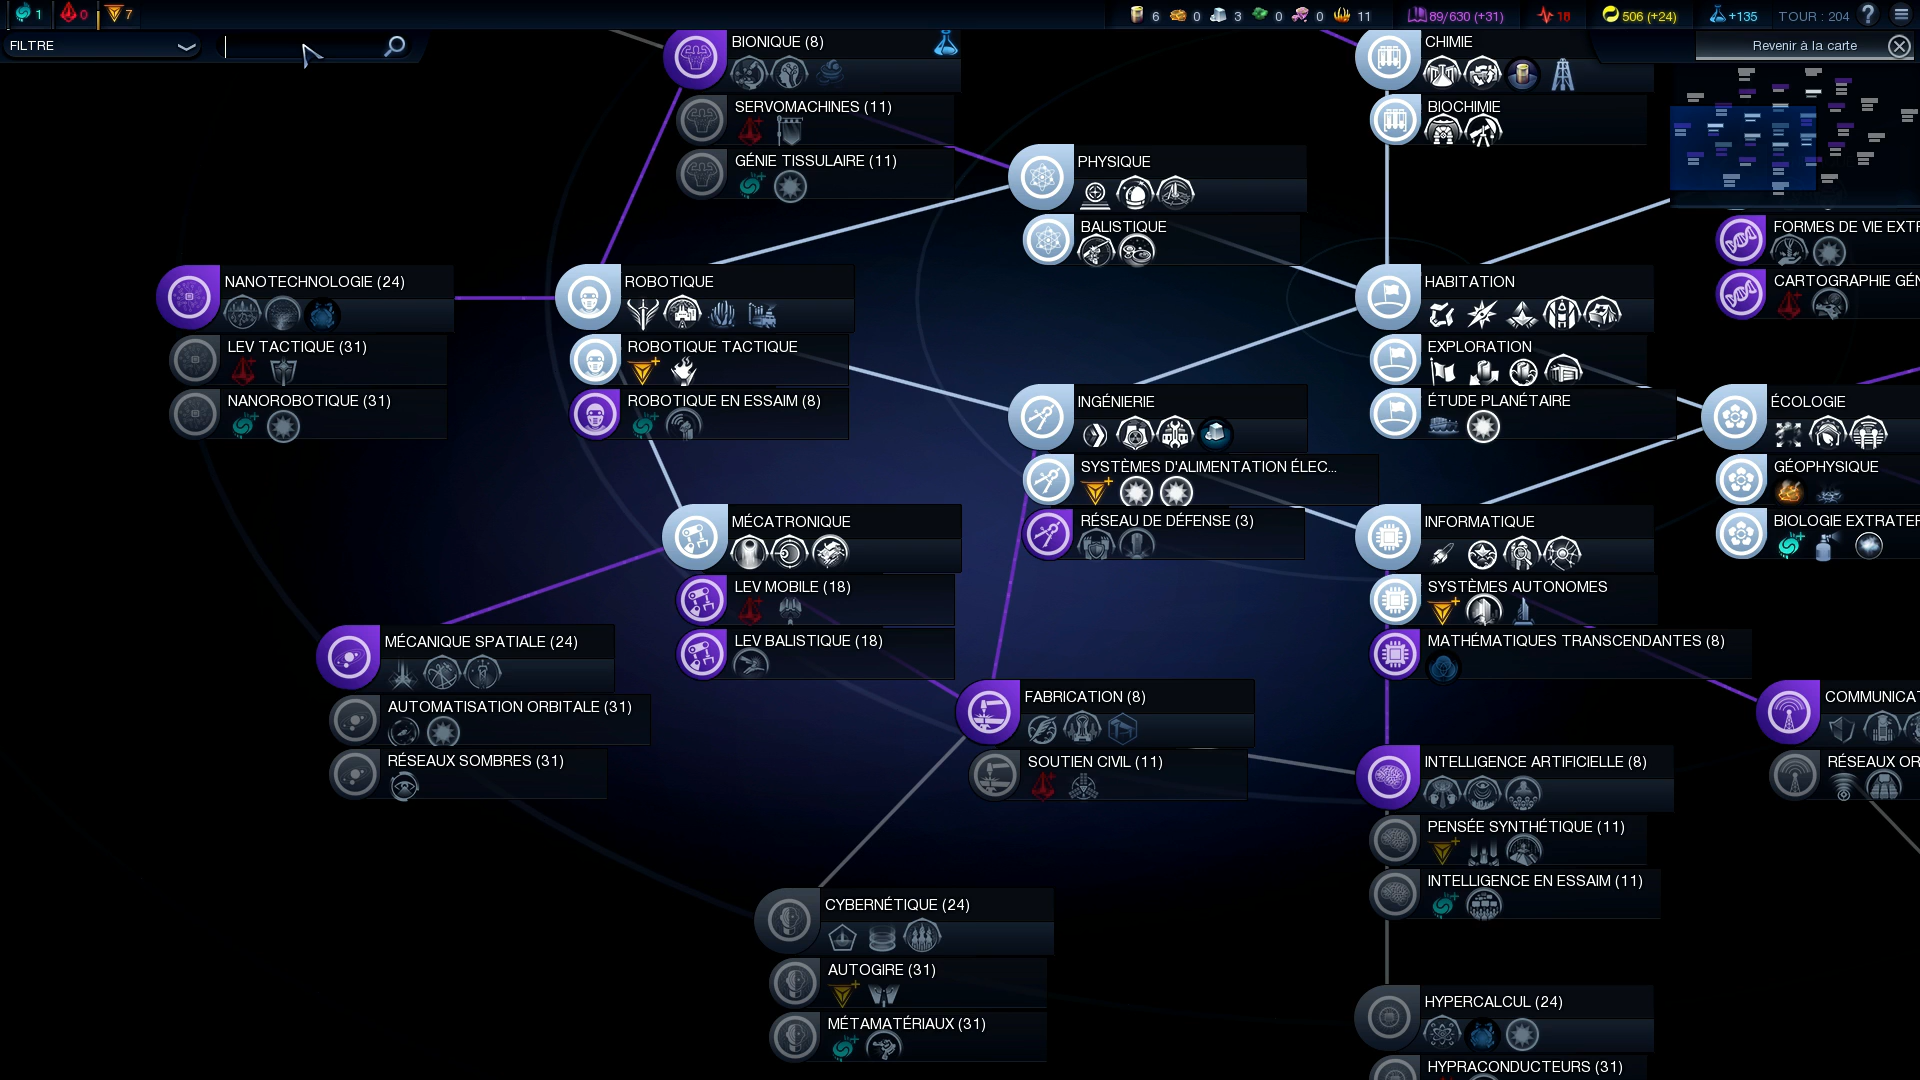 1 0 7
6 0 3 0 0 11 89/630 (+31) 18 506 (+24) +135 TOUR : 204 ?
FILTRE
Revenir à la carte
BIONIQUE (8)
SERVOMACHINES (11)
GÉNIE TISSULAIRE (11)
CHIMIE
BIOCHIMIE
PHYSIQUE
BALISTIQUE
FORMES DE VIE EXTR
CARTOGRAPHIE GÉN
NANOTECHNOLOGIE (24)
LEV TACTIQUE (31)
NANOROBOTIQUE (31)
ROBOTIQUE
ROBOTIQUE TACTIQUE
ROBOTIQUE EN ESSAIM (8)
HABITATION
EXPLORATION
ÉTUDE PLANÉTAIRE
INGÉNIERIE
SYSTÈMES D'ALIMENTATION ÉLEC...
RÉSEAU DE DÉFENSE (3)
ÉCOLOGIE
GÉOPHYSIQUE
BIOLOGIE EXTRATER
MÉCATRONIQUE
LEV MOBILE (18)
LEV BALISTIQUE (18)
INFORMATIQUE
SYSTÈMES AUTONOMES
MATHÉMATIQUES TRANSCENDANTES (8)
MÉCANIQUE SPATIALE (24)
AUTOMATISATION ORBITALE (31)
RÉSEAUX SOMBRES (31)
FABRICATION (8)
SOUTIEN CIVIL (11)
COMMUNICAT
RÉSEAUX OR
INTELLIGENCE ARTIFICIELLE (8)
PENSÉE SYNTHÉTIQUE (11)
INTELLIGENCE EN ESSAIM (11)
CYBERNÉTIQUE (24)
AUTOGIRE (31)
MÉTAMATÉRIAUX (31)
HYPERCALCUL (24)
HYPRACONDUCTEURS (31)